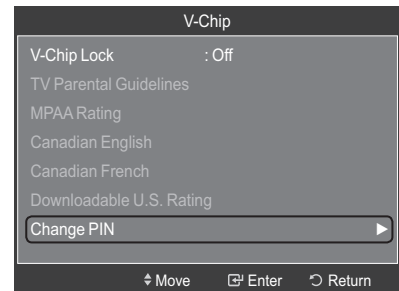 V-Chip
V-Chip Lock : Off
TV Parental Guidelines
MPAA Rating
Canadian English
Canadian French
Downloadable U.S. Rating
Change PIN
Move Enter Return